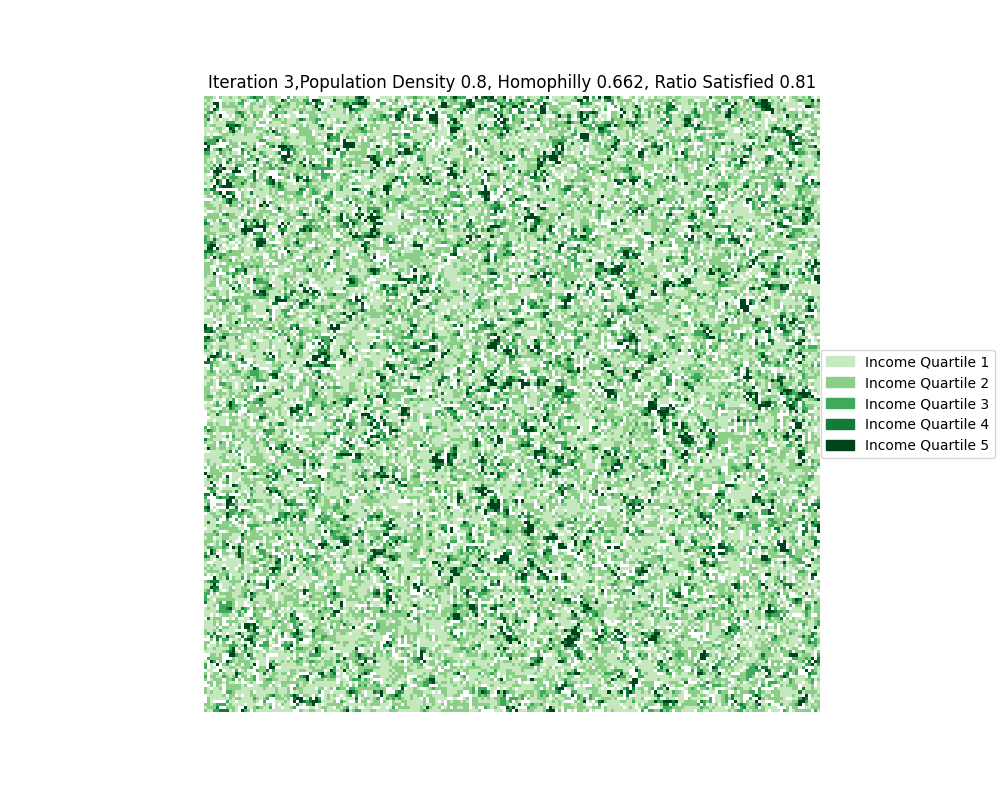 Iteration 3,Population Density 0.8, Homophilly 0.662, Ratio Satisfied 0.81
Income Quartile 1
Income Quartile 2
Income Quartile 3
Income Quartile 4
Income Quartile 5